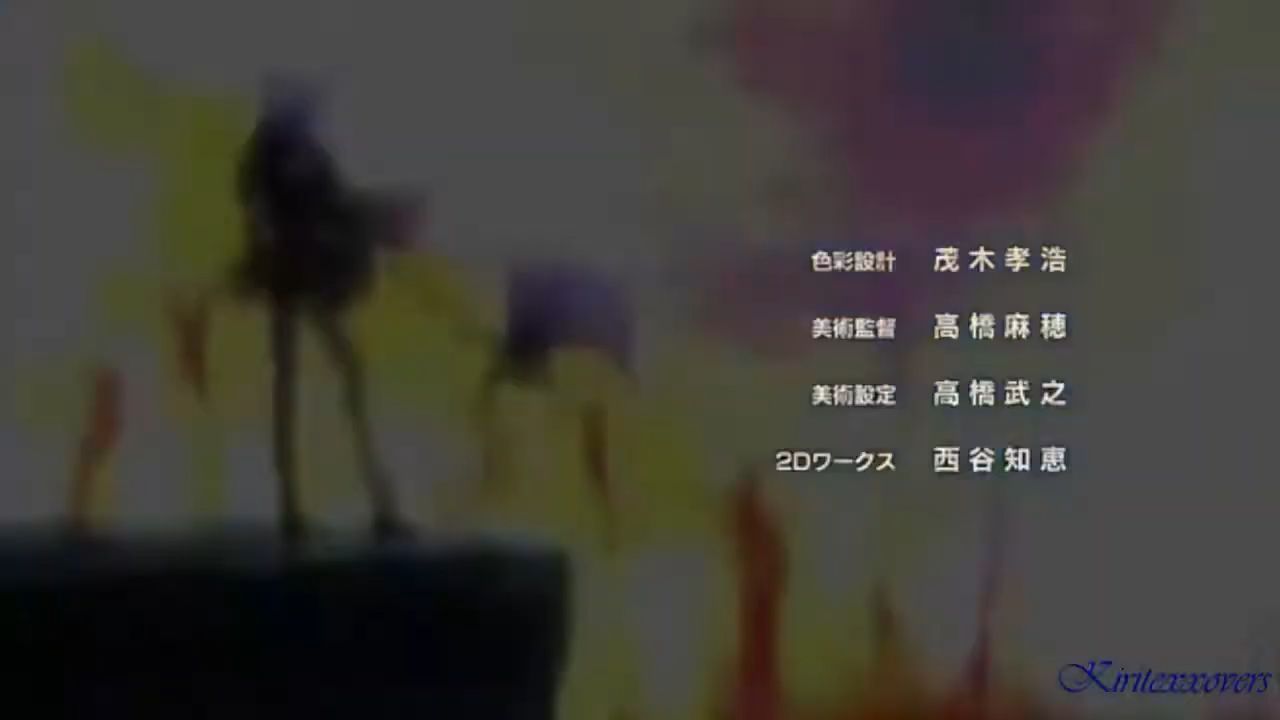 色彩設計 茂木孝浩
美術監督 高橋麻穂
美術設定 高橋武之
2Dワークス 西谷知恵
Kiritexxovers